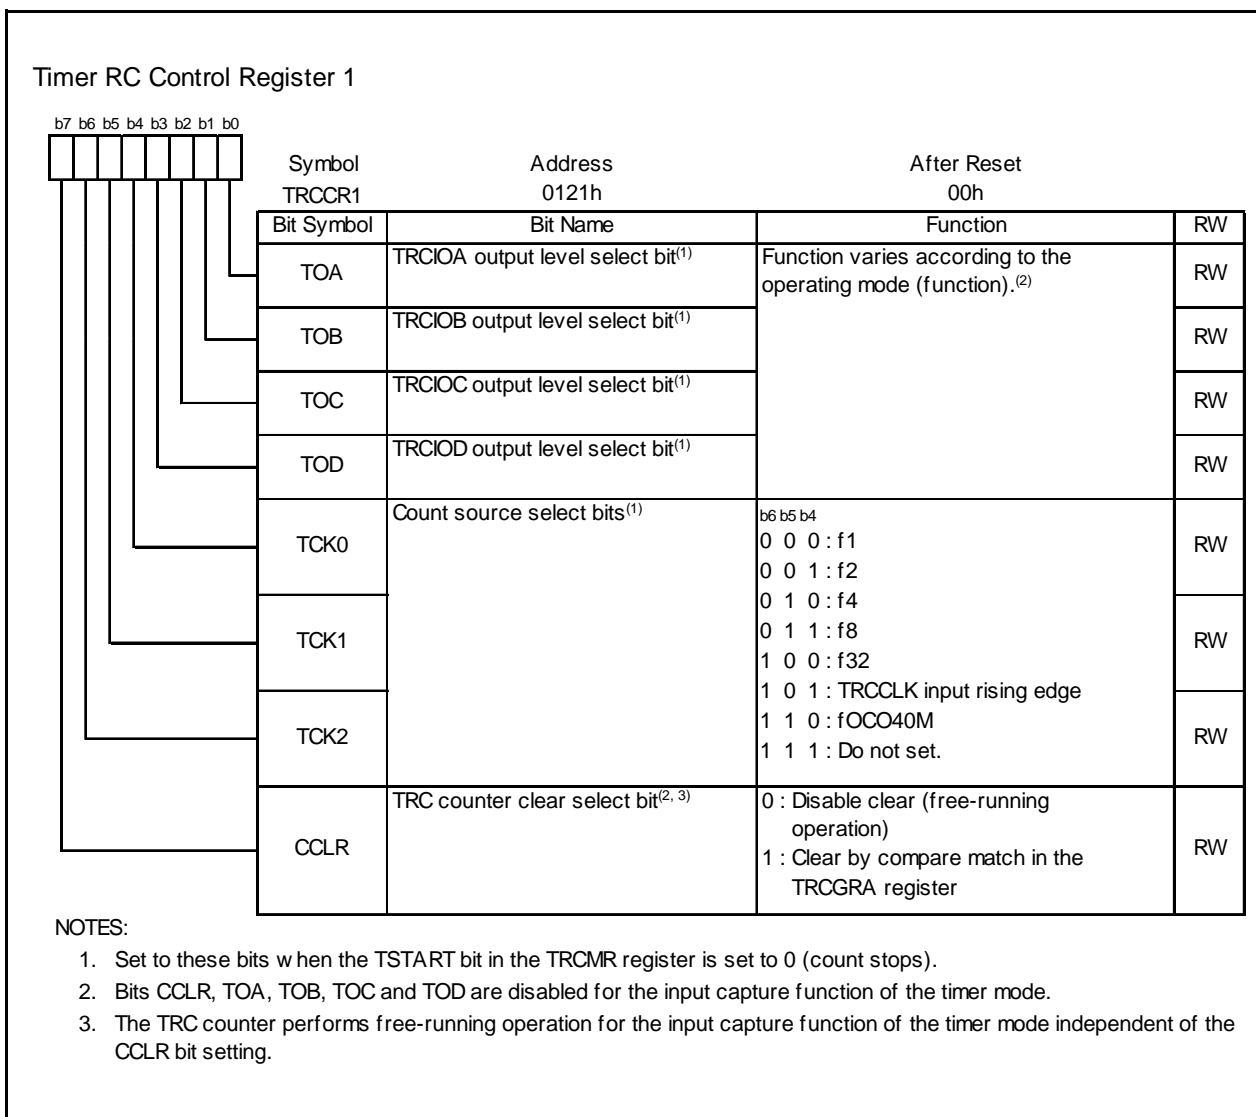 Timer RC Control Register 1
b7 b6 b5 b4 b3 b2 b1 b0
Symbol Address After Reset
TRCCR1 0121h 00h
Bit Symbol Bit Name Function RW
TOA TRCIOA output level select bit(1) Function varies according to the operating mode (function).(2) RW
TOB TRCIOB output level select bit(1) RW
TOC TRCIOC output level select bit(1) RW
TOD TRCIOD output level select bit(1) RW
Count source select bits(1)
b6 b5 b4
TCK0 0 0 0 : f1 RW
0 0 1 : f2
0 1 0 : f4
TCK1 0 1 1 : f8 RW
1 0 0 : f32
1 0 1 : TRCCLK input rising edge
TCK2 1 1 0 : fOCO40M RW
1 1 1 : Do not set.
CCLR TRC counter clear select bit(2, 3) RW
0 : Disable clear (free-running
operation)
1 : Clear by compare match in the
TRCGRA register
NOTES:
1. Set to these bits when the TSTART bit in the TRCMR register is set to 0 (count stops).
2. Bits CCLR, TOA, TOB, TOC and TOD are disabled for the input capture function of the timer mode.
3. The TRC counter performs free-running operation for the input capture function of the timer mode independent of the
CCLR bit setting.